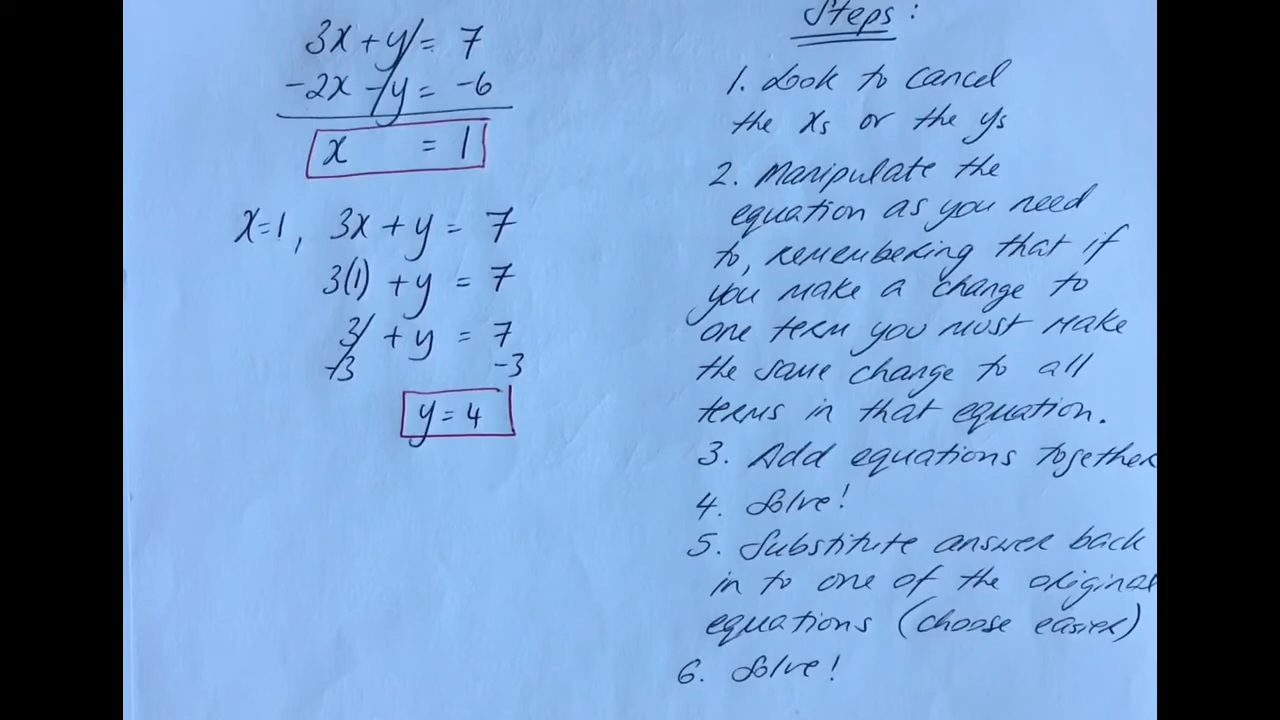 3x + y = 7
-2x - y = -6
x = 1
x=1, 3x + y = 7
3(1) + y = 7
3 + y = 7
-3 -3
y = 4
Steps:
1. Look to cancel
the xs or the ys
2. Manipulate the
equation as you need
to, remembering that if
you make a change to
one term you must make
the same change to all
terms in that equation.
3. Add equations together
4. Solve!
5. Substitute answer back
in to one of the original
equations (choose easier)
6. Solve!